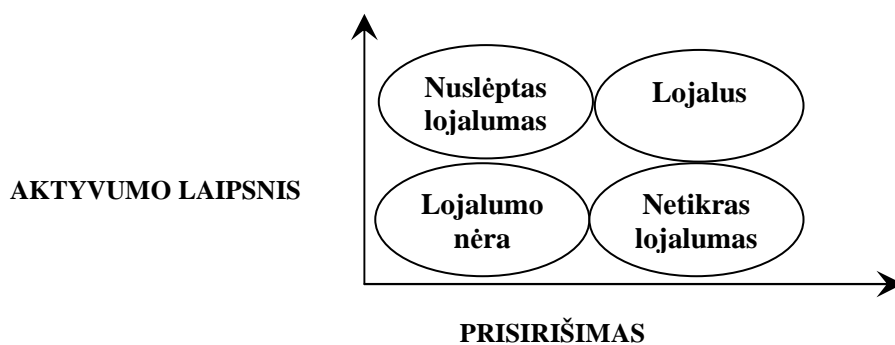 Nuslėptas
lojalumas
Lojalus
AKTYVUMO LAIPSNIS
Lojalumo
nėra
Netikras
lojalumas
PRISIRIŠIMAS